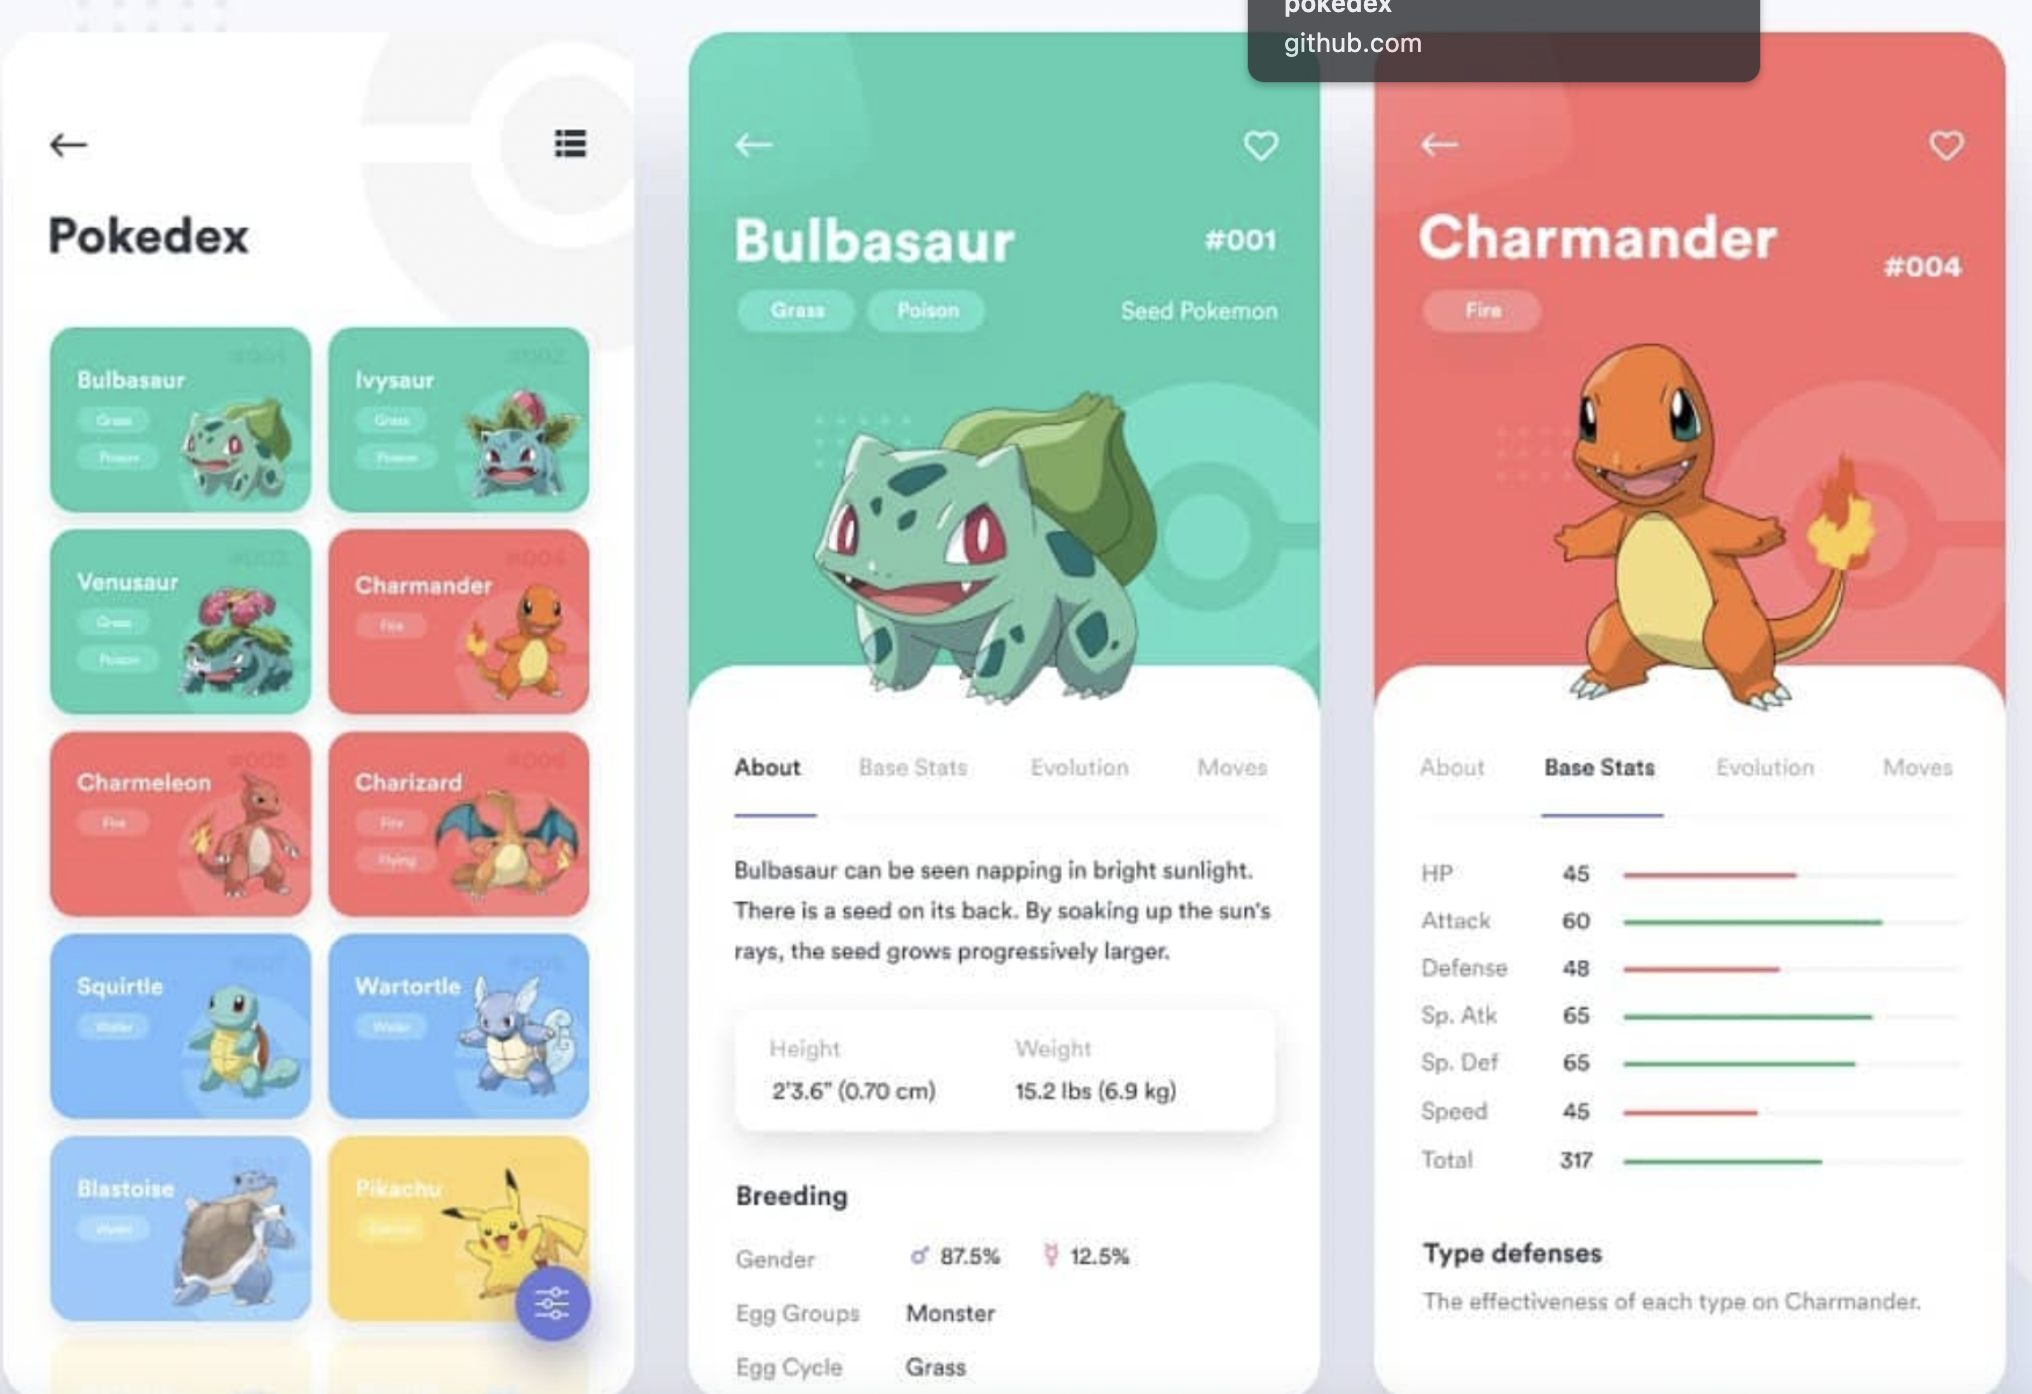 pokedex
github.com
Pokedex
#001
Bulbasaur
Grass
Poison
#002
Ivysaur
Grass
Poison
#003
Venusaur
Grass
Poison
#004
Charmander
Fire
#005
Charmeleon
Fire
#006
Charizard
Fire
Flying
Squirtle
Water
Wartortle
Water
Blastoise
Water
Pikachu
Bulbasaur
#001
Grass Poison
Seed Pokemon
About Base Stats Evolution Moves
Bulbasaur can be seen napping in bright sunlight.
There is a seed on its back. By soaking up the sun's
rays, the seed grows progressively larger.
Height Weight
2'3.6" (0.70 cm) 15.2 lbs (6.9 kg)
Breeding
Gender ♂ 87.5% 12.5%
Egg Groups Monster
Egg Cycle Grass
Charmander
#004
Fire
About Base Stats Evolution Moves
HP 45
Attack 60
Defense 48
Sp. Atk 65
Sp. Def 65
Speed 45
Total 317
Type defenses
The effectiveness of each type on Charmander.